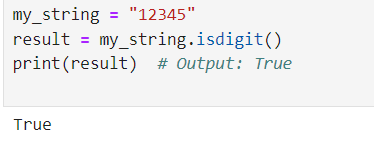 my_string = "12345"
result = my_string.isdigit()
print(result)  # Output: True
True